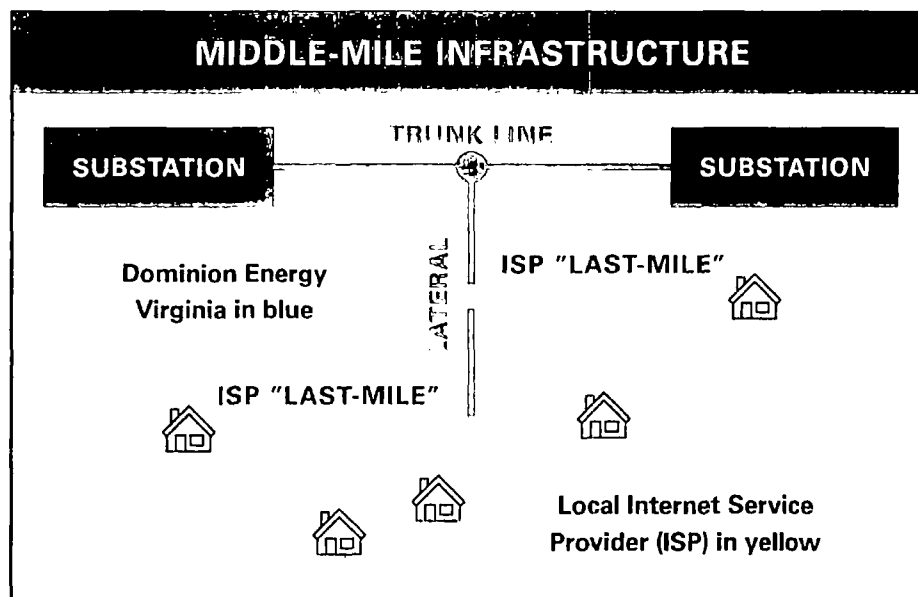 MIDDLE-MILE INFRASTRUCTURE
TRUNK LINE
SUBSTATION
SUBSTATION
LATERAL
ISP "LAST-MILE"
Dominion Energy
Virginia in blue
ISP "LAST-MILE"
Local Internet Service
Provider (ISP) in yellow